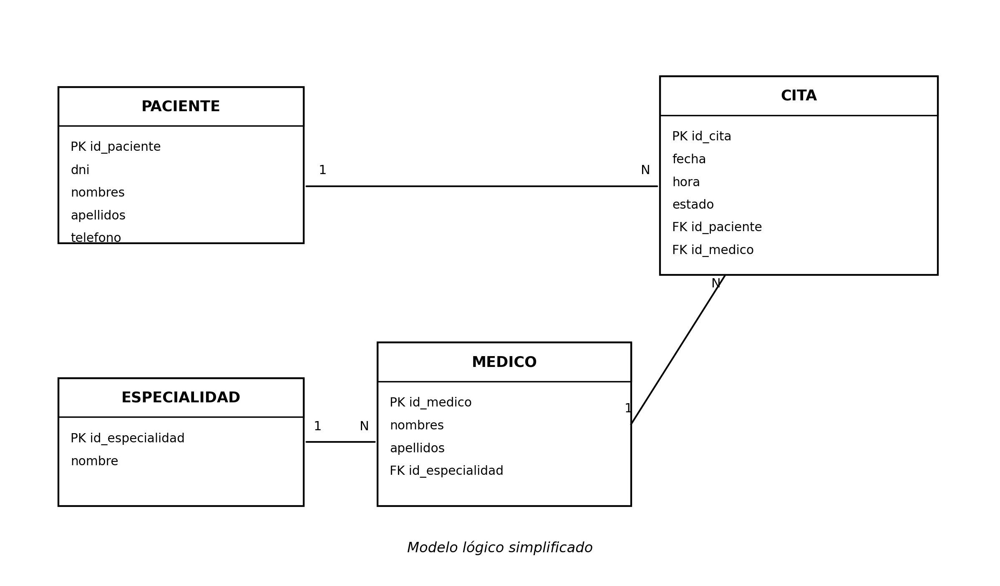 PACIENTE
PK id_paciente
dni
nombres
apellidos
telefono
1
N
CITA
PK id_cita
fecha
hora
estado
FK id_paciente
FK id_medico
N
ESPECIALIDAD
PK id_especialidad
nombre
1
N
MEDICO
PK id_medico
nombres
apellidos
FK id_especialidad
1
Modelo lógico simplificado